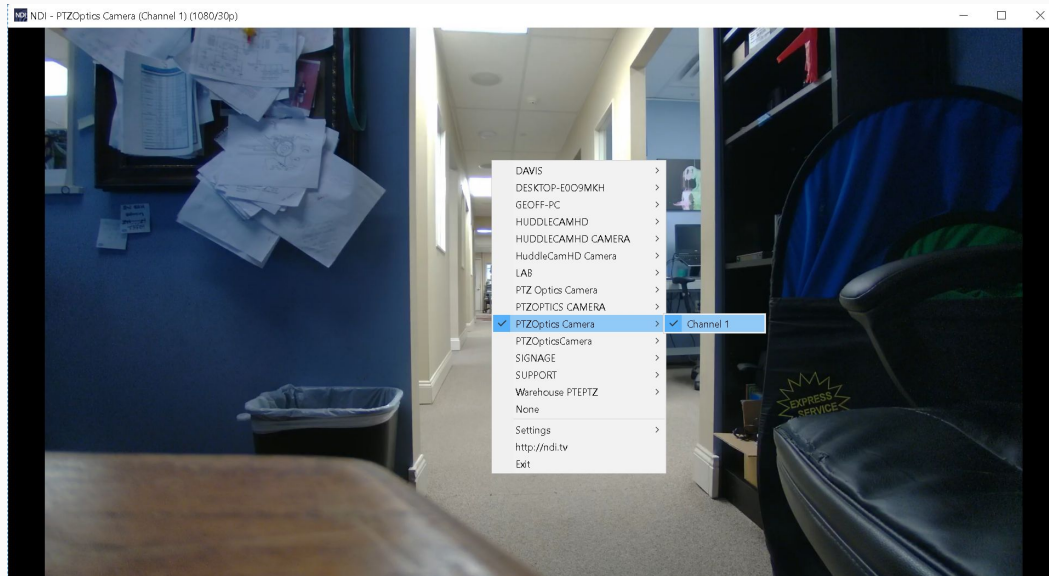 NDI NDI - PTZOptics Camera (Channel 1) (1080/30p)
DAVIS
DESKTOP-E0O9MKH
GEOFF-PC
HUDDLECAMHD
HUDDLECAMHD CAMERA
HuddleCamHD Camera
LAB
PTZ Optics Camera
PTZOPTICS CAMERA
PTZOptics Camera
Channel 1
PTZOpticsCamera
SIGNAGE
SUPPORT
Warehouse PTEPTZ
None
Settings
http://ndi.tv
Exit
EXPRESS
SERVICE